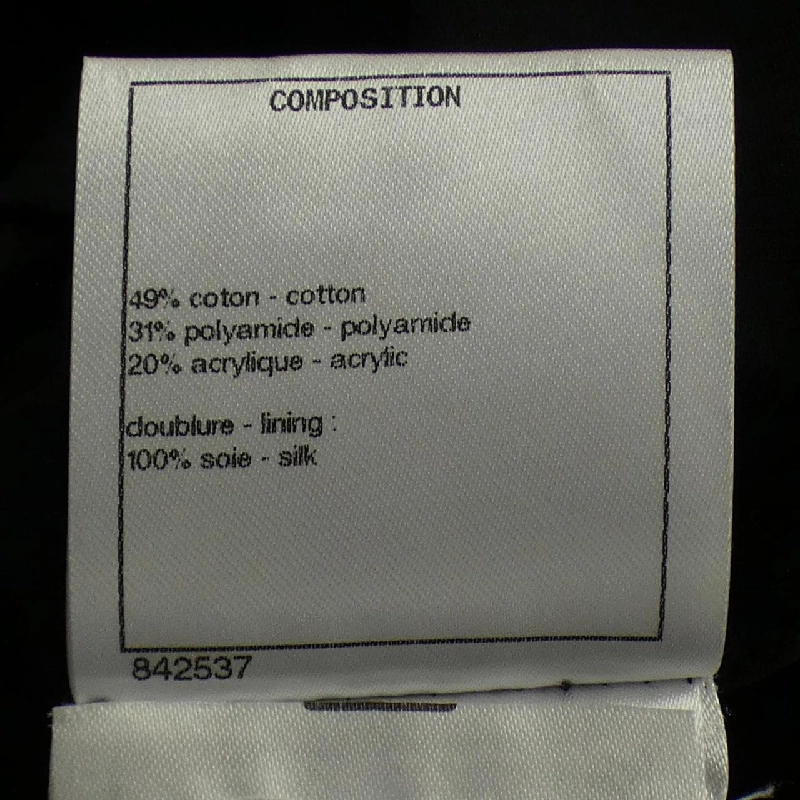 COMPOSITION
49% coton - cotton
31% polyamide - polyamide
20% acrylique - acrylic
doublure - lining :
100% soie - silk
842537